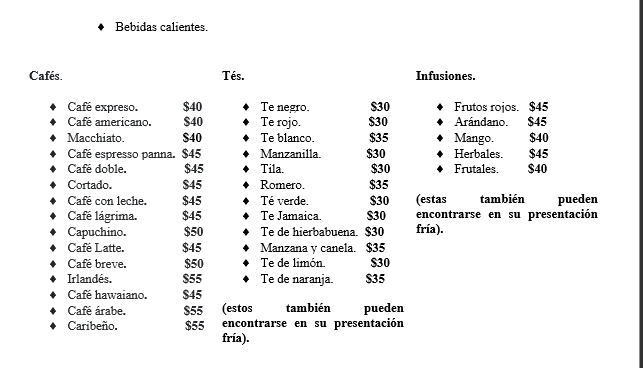 ♦ Bebidas calientes.
Cafés.
♦ Café expreso. $40
♦ Café americano. $40
♦ Macchiato. $40
♦ Café espresso panna. $45
♦ Café doble. $45
♦ Cortado. $45
♦ Café con leche. $45
♦ Café lágrima. $45
♦ Capuchino. $50
♦ Café Latte. $45
♦ Café breve. $50
♦ Irlandés. $55
♦ Café hawaiano. $45
♦ Café árabe. $55
♦ Caribeño. $55
Tés.
♦ Te negro. $30
♦ Te rojo. $30
♦ Te blanco. $35
♦ Manzanilla. $30
♦ Tila. $30
♦ Romero. $35
♦ Té verde. $30
♦ Te Jamaica. $30
♦ Te de hierbabuena. $30
♦ Manzana y canela. $35
♦ Te de limón. $30
♦ Te de naranja. $35
(estos también pueden
encontrarse en su presentación
fría).
Infusiones.
♦ Frutos rojos. $45
♦ Arándano. $45
♦ Mango. $40
♦ Herbales. $45
♦ Frutales. $40
(estas también pueden
encontrarse en su presentación
fría).